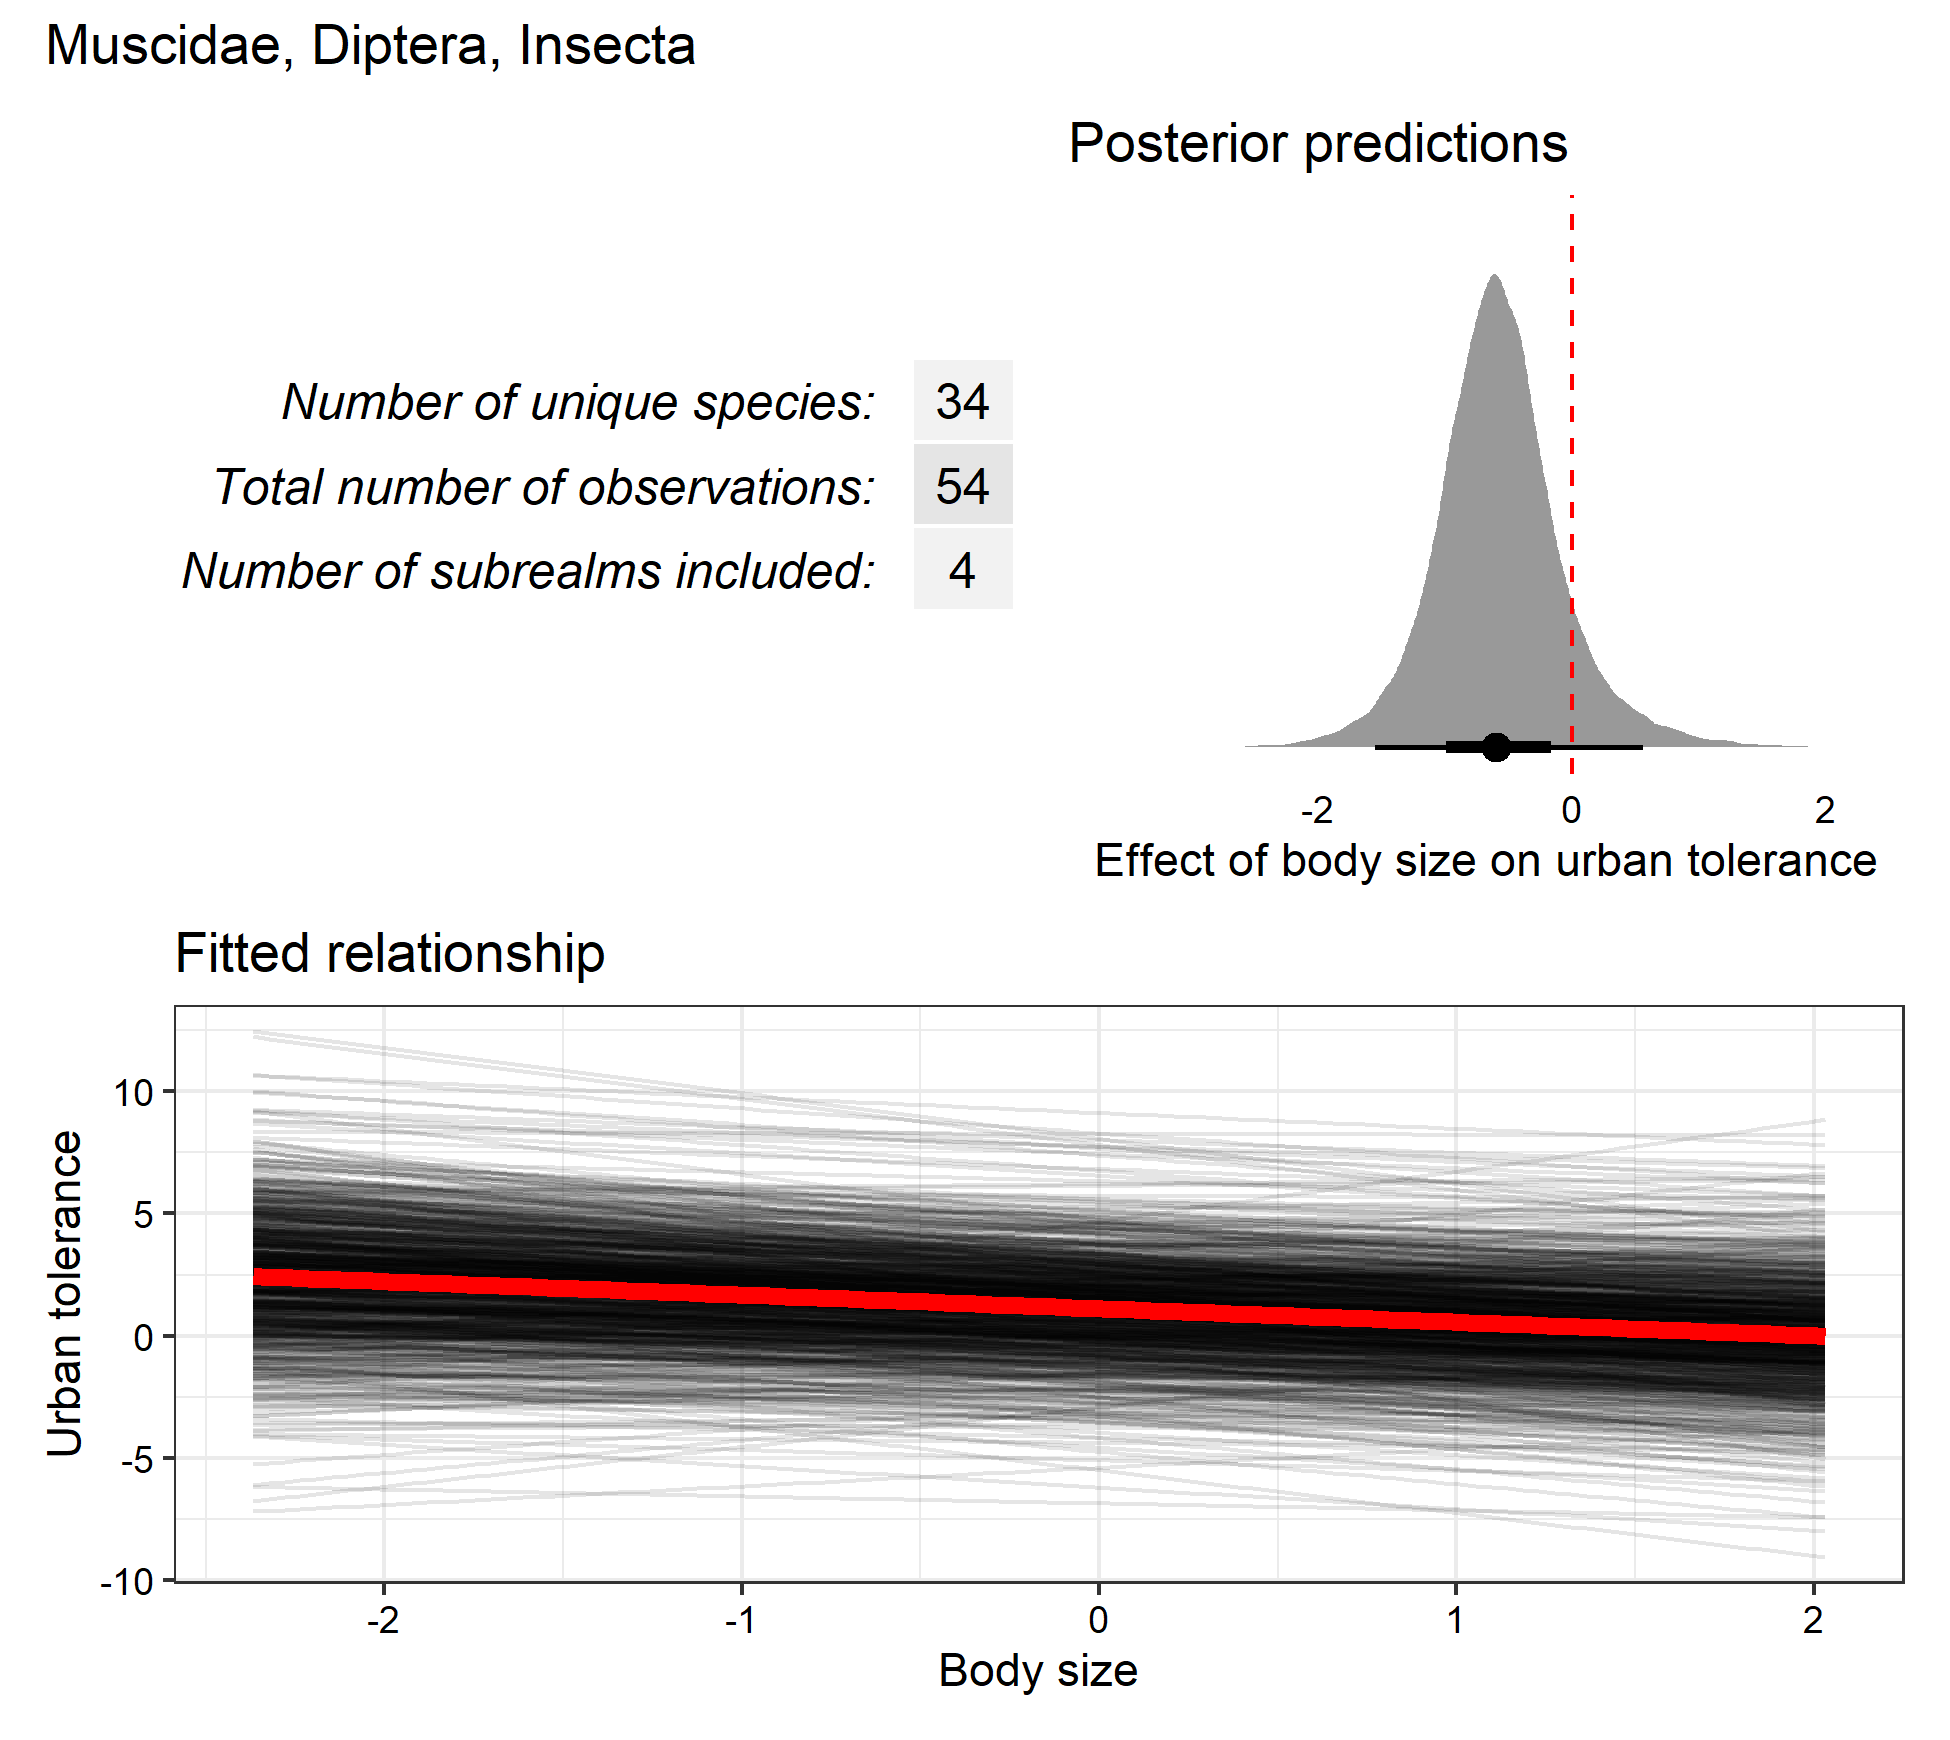 Muscidae, Diptera, Insecta
Posterior predictions
Number of unique species: 34
Total number of observations: 54
Number of subrealms included: 4
-2 0 2
Effect of body size on urban tolerance
Fitted relationship
Urban tolerance
10
5
0
-5
-10
-2 -1 0 1 2
Body size